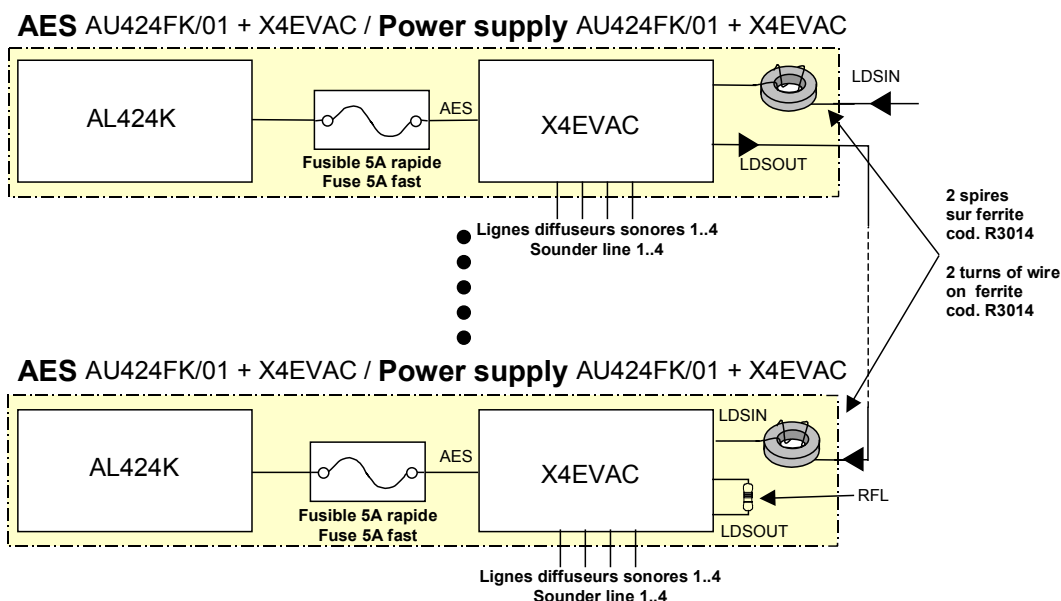 AES AU424FK/01 + X4EVAC / Power supply AU424FK/01 + X4EVAC
LDSIN
AL424K
AES
X4EVAC
Fusible 5A rapide
Fuse 5A fast
LDSOUT
Lignes diffuseurs sonores 1..4
Sounder line 1..4
2 spires
sur ferrite
cod. R3014
2 turns of wire
on ferrite
cod. R3014
AES AU424FK/01 + X4EVAC / Power supply AU424FK/01 + X4EVAC
LDSIN
AL424K
AES
X4EVAC
RFL
Fusible 5A rapide
Fuse 5A fast
LDSOUT
Lignes diffuseurs sonores 1..4
Sounder line 1..4